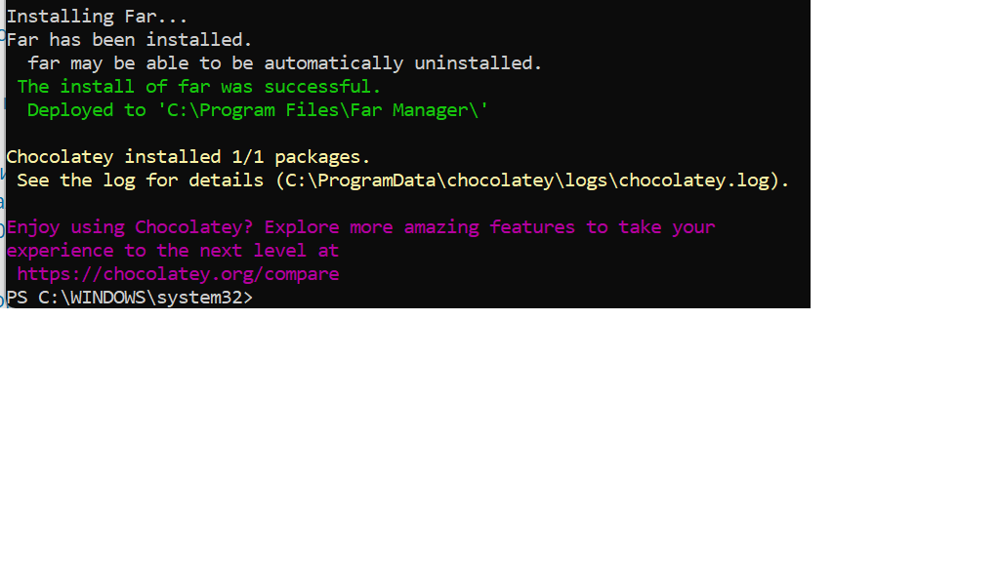 Installing Far...
Far has been installed.
far may be able to be automatically uninstalled.
The install of far was successful.
Deployed to 'C:\Program Files\Far Manager\'
Chocolatey installed 1/1 packages.
See the log for details (C:\ProgramData\chocolatey\logs\chocolatey.log).
Enjoy using Chocolatey? Explore more amazing features to take your
experience to the next level at
https://chocolatey.org/compare
PS C:\WINDOWS\system32>